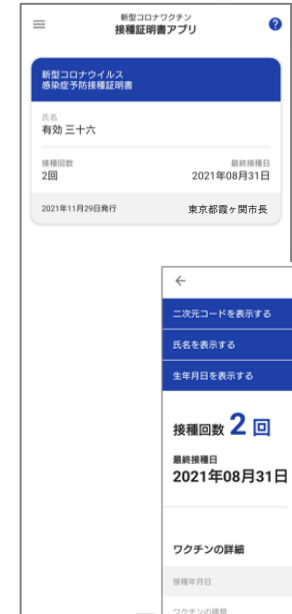 新型コロナワクチン
接種証明書アプリ
?
新型コロナウイルス
感染症予防接種証明書
氏名
有効 三十六
接種回数
最終接種日
2回
2021年08月31日
2021年11月29日発行
東京都霞ヶ関市長
二次元コードを表示する
氏名を表示する
生年月日を表示する
接種回数 2 回
最終接種日
2021年08月31日
ワクチンの詳細
接種年月日
ワクチンの種類